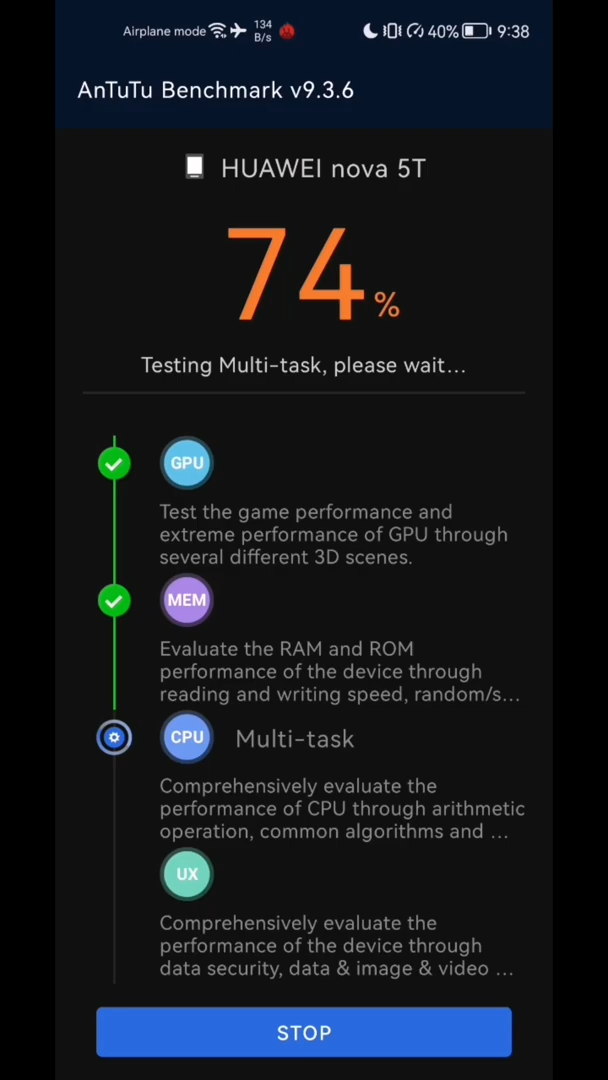 Airplane mode 134 B/s 40% 9:38
AnTuTu Benchmark v9.3.6
HUAWEI nova 5T
74%
Testing Multi-task, please wait...
GPU
Test the game performance and
extreme performance of GPU through
several different 3D scenes.
MEM
Evaluate the RAM and ROM
performance of the device through
reading and writing speed, random/s...
CPU Multi-task
Comprehensively evaluate the
performance of CPU through arithmetic
operation, common algorithms and ...
UX
Comprehensively evaluate the
performance of the device through
data security, data & image & video ...
STOP